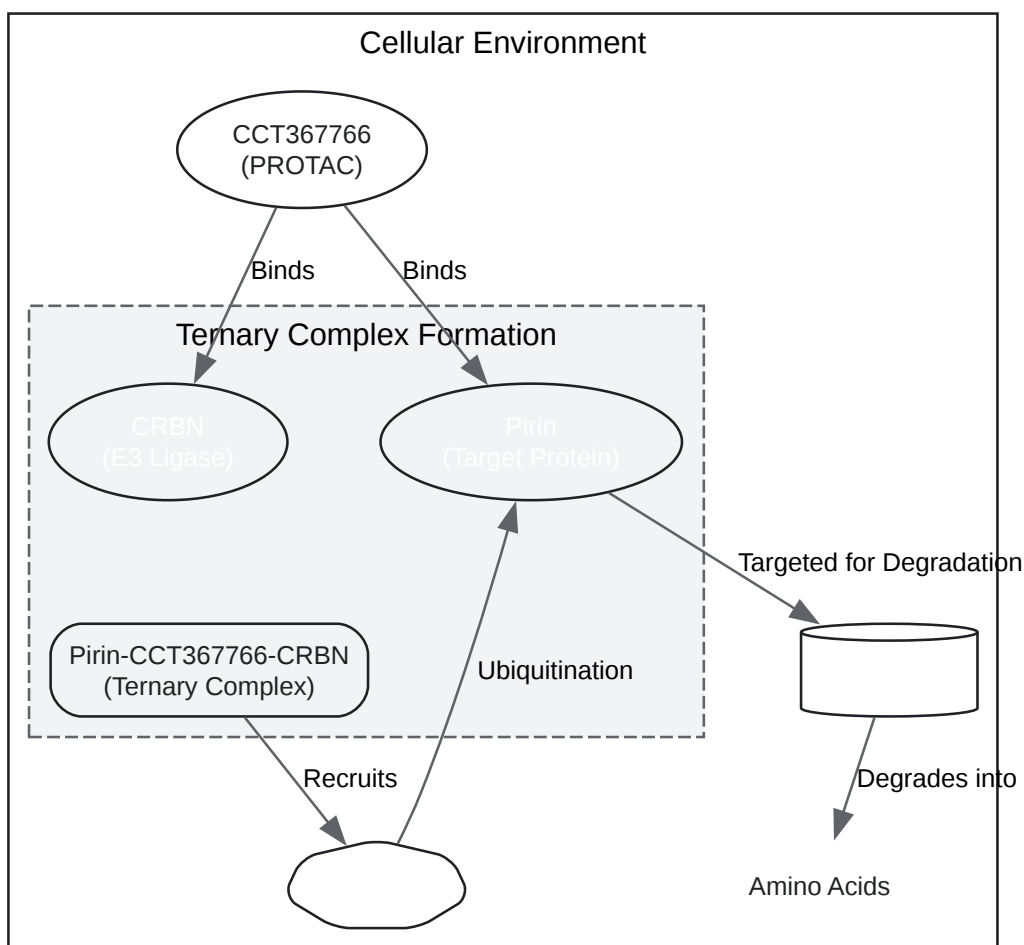 Cellular Environment
CCT367766
(PROTAC)
Binds
Binds
Ternary Complex Formation
CRBN
(E3 Ligase)
Pirin
(Target Protein)
Targeted for Degradation
Pirin-CCT367766-CRBN
(Ternary Complex)
Ubiquitination
Recruits
Degrades into
Amino Acids